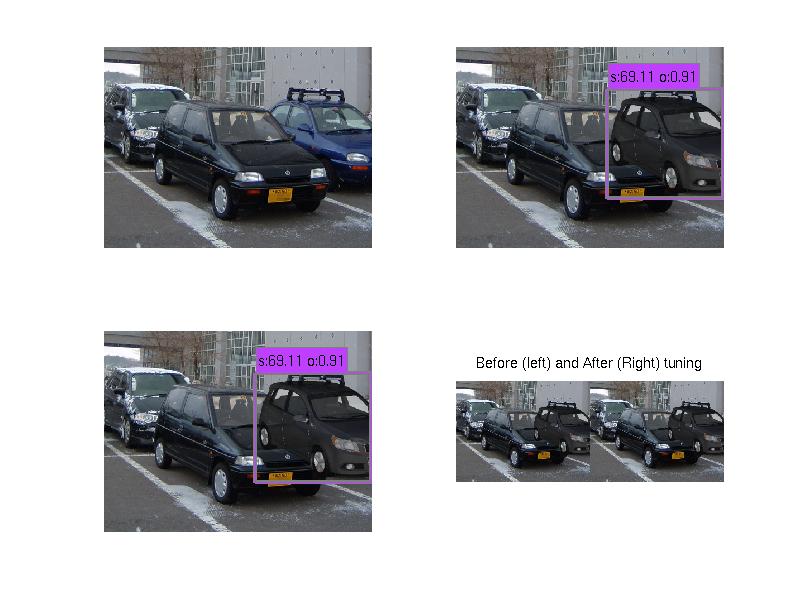 s:69.11 o:0.91
s:69.11 o:0.91
Before (left) and After (Right) tuning